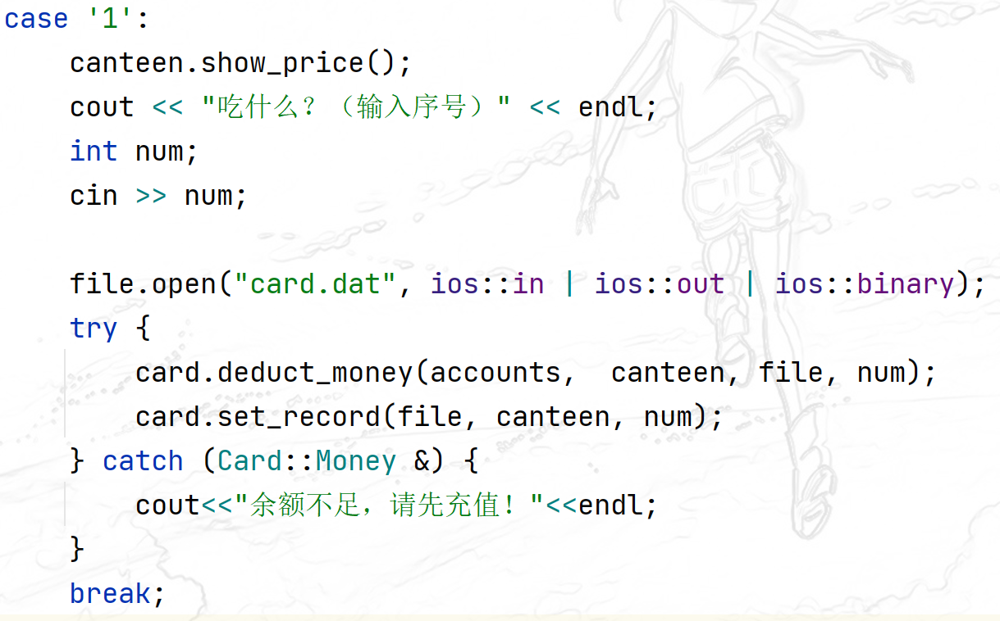 case '1':
    canteen.show_price();
    cout << "吃什么？（输入序号）" << endl;
    int num;
    cin >> num;

    file.open("card.dat", ios::in | ios::out | ios::binary);
    try {
        card.deduct_money(accounts,  canteen, file, num);
        card.set_record(file, canteen, num);
    } catch (Card::Money &) {
        cout<<"余额不足，请先充值！"<<endl;
    }
    break;